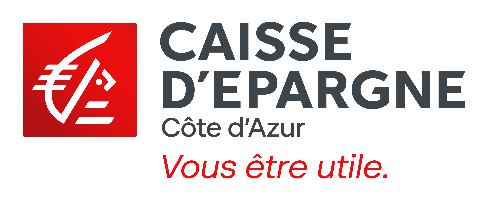 CAISSE
D'EPARGNE
Côte d'Azur
Vous être utile.